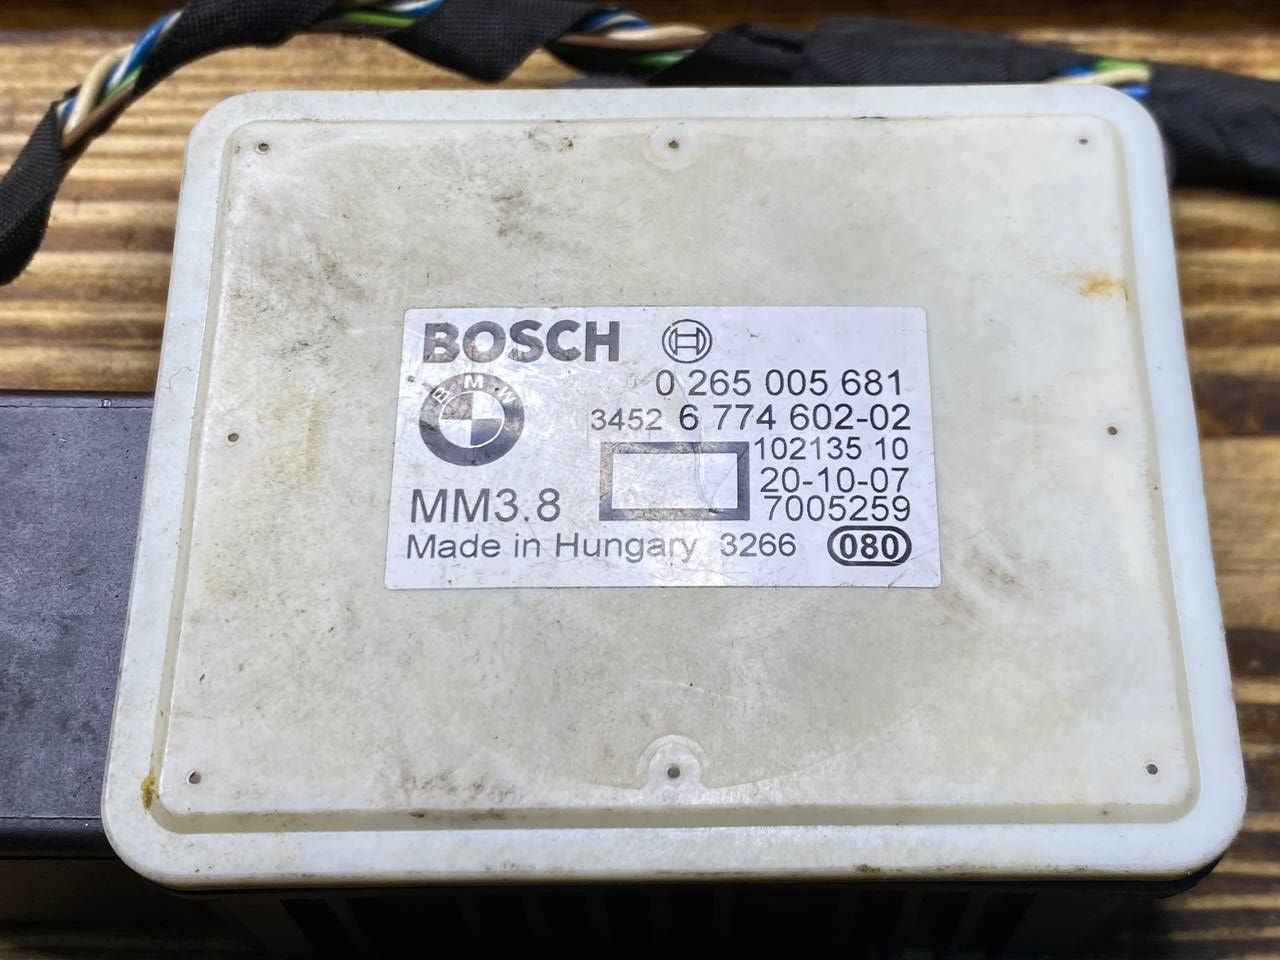 BOSCH
0 265 005 681
BMW
3452 6 774 602-02
102135 10
20-10-07
MM3.8
7005259
Made in Hungary 3266 080